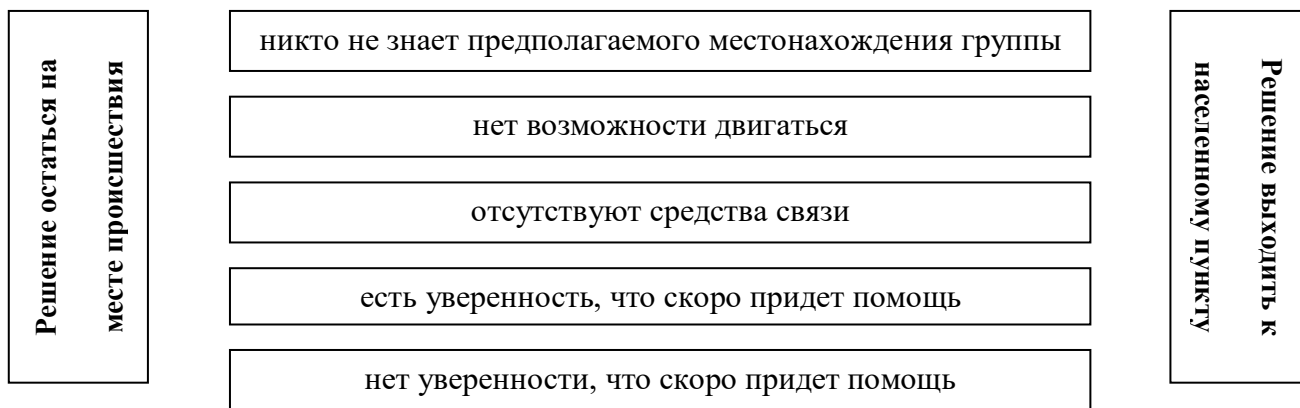 Решение остаться на
месте происшествия
никто не знает предполагаемого местонахождения группы
нет возможности двигаться
отсутствуют средства связи
есть уверенность, что скоро придет помощь
нет уверенности, что скоро придет помощь
Решение выходить к
населенному пункту